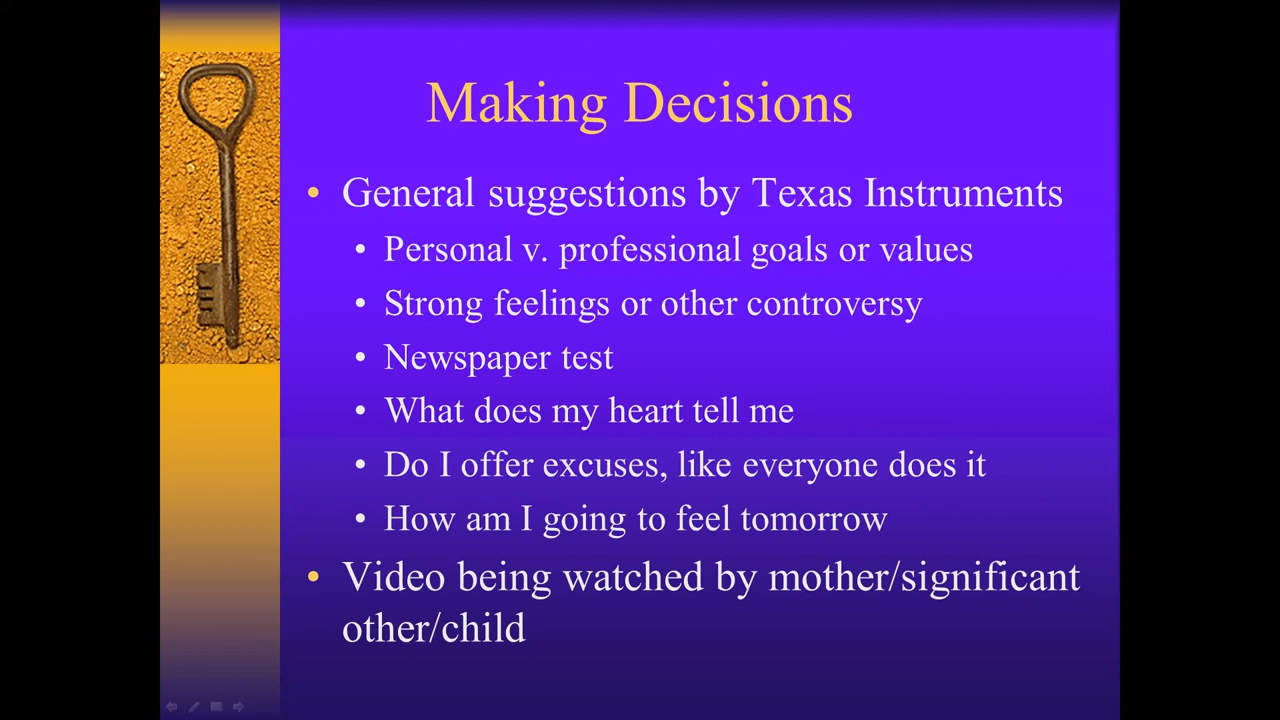 Making Decisions
• General suggestions by Texas Instruments
• Personal v. professional goals or values
• Strong feelings or other controversy
• Newspaper test
• What does my heart tell me
• Do I offer excuses, like everyone does it
• How am I going to feel tomorrow
• Video being watched by mother/significant
other/child